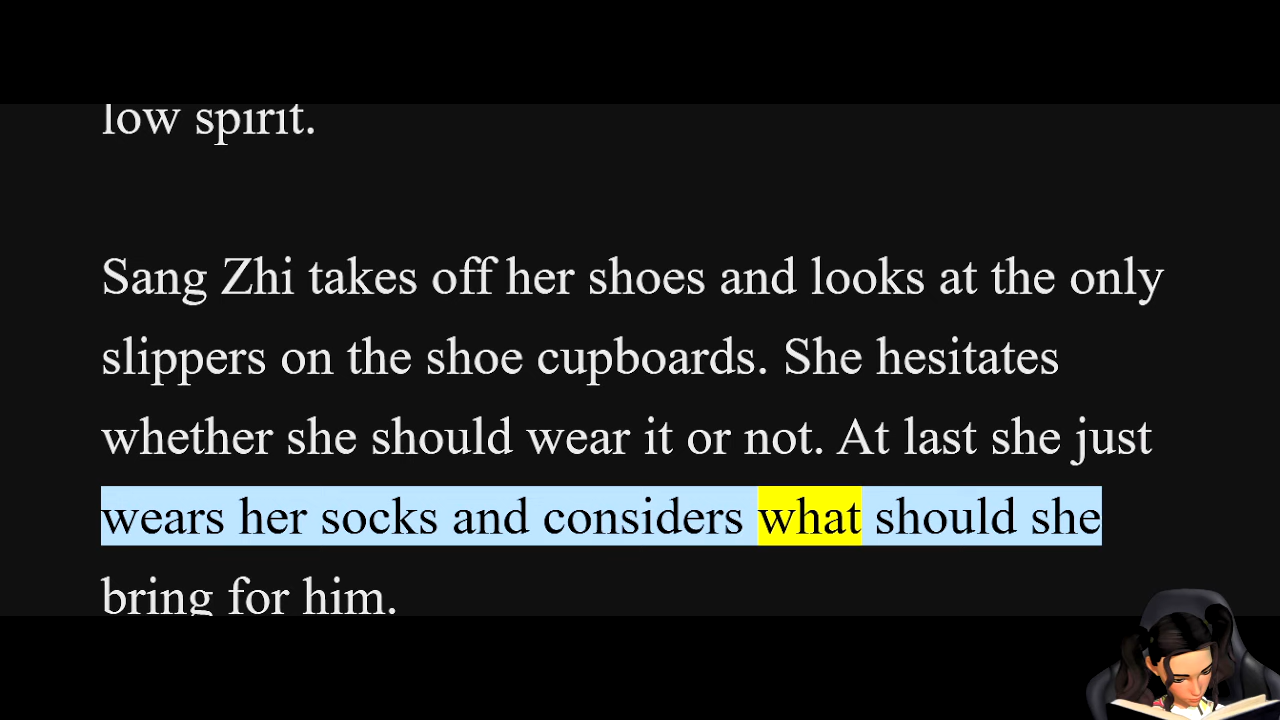 low spirit.
Sang Zhi takes off her shoes and looks at the only
slippers on the shoe cupboards. She hesitates
whether she should wear it or not. At last she just
wears her socks and considers what should she
bring for him.